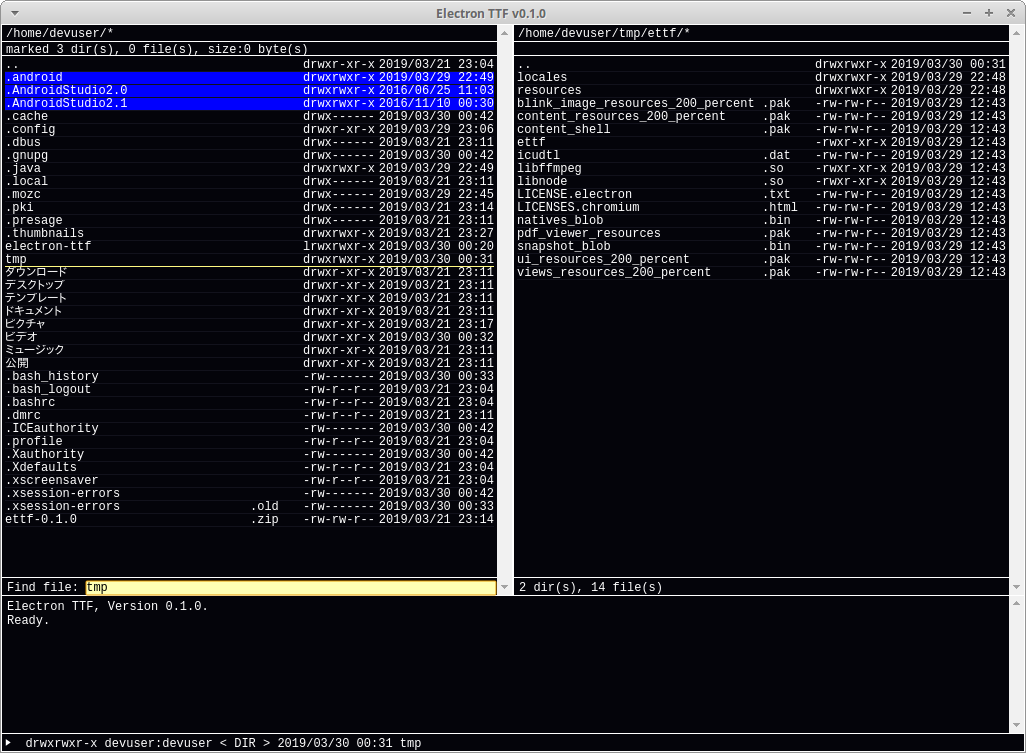 Electron TTF v0.1.0
/home/devuser/*
marked 3 dir(s), 0 file(s), size:0 byte(s)
.. drwxr-xr-x 2019/03/21 23:04
.android drwxrwxr-x 2019/03/29 22:49
.AndroidStudio2.0 drwxrwxr-x 2016/06/25 11:03
.AndroidStudio2.1 drwxrwxr-x 2016/11/10 00:30
.cache drwx------ 2019/03/30 00:42
.config drwxr-xr-x 2019/03/29 23:06
.dbus drwx------ 2019/03/21 23:11
.gnupg drwx------ 2019/03/30 00:42
.java drwxrwxr-x 2019/03/29 22:49
.local drwx------ 2019/03/21 23:11
.mozc drwx------ 2019/03/29 22:45
.pki drwx------ 2019/03/21 23:14
.presage drwx------ 2019/03/21 23:11
.thumbnails drwx------ 2019/03/21 23:27
electron-ttf lrwxrwxrwx 2019/03/30 00:20
tmp drwxrwxr-x 2019/03/30 00:31
ダウンロード drwxr-xr-x 2019/03/21 23:11
デスクトップ drwxr-xr-x 2019/03/21 23:11
テンプレート drwxr-xr-x 2019/03/21 23:11
ドキュメント drwxr-xr-x 2019/03/21 23:11
ピクチャ drwxr-xr-x 2019/03/21 23:17
ビデオ drwxr-xr-x 2019/03/30 00:32
ミュージック drwxr-xr-x 2019/03/21 23:11
公開 drwxr-xr-x 2019/03/21 23:11
.bash_history -rw------- 2019/03/30 00:33
.bash_logout -rw-r--r-- 2019/03/21 23:04
.bashrc -rw-r--r-- 2019/03/21 23:04
.dmrc -rw-r--r-- 2019/03/21 23:11
.ICEauthority -rw------- 2019/03/30 00:42
.profile -rw-r--r-- 2019/03/21 23:04
.Xauthority -rw------- 2019/03/30 00:42
.Xdefaults -rw-r--r-- 2019/03/21 23:04
.xscreensaver -rw-r--r-- 2019/03/21 23:04
.xsession-errors -rw------- 2019/03/30 00:42
.xsession-errors .old -rw------- 2019/03/30 00:33
ettf-0.1.0 .zip -rw-rw-r-- 2019/03/21 23:14
Find file: tmp
/home/devuser/tmp/ettf/*
.. drwxrwxr-x 2019/03/30 00:31
locales drwxrwxr-x 2019/03/29 22:48
resources drwxrwxr-x 2019/03/29 22:48
blink_image_resources_200_percent .pak -rw-rw-r-- 2019/03/29 12:43
content_resources_200_percent .pak -rw-rw-r-- 2019/03/29 12:43
content_shell .pak -rw-rw-r-- 2019/03/29 12:43
ettf -rwxr-xr-x 2019/03/29 12:43
icudtl .dat -rw-rw-r-- 2019/03/29 12:43
libffmpeg .so -rwxr-xr-x 2019/03/29 12:43
libnode .so -rwxr-xr-x 2019/03/29 12:43
LICENSE.electron .txt -rw-rw-r-- 2019/03/29 12:43
LICENSES.chromium .html -rw-rw-r-- 2019/03/29 12:43
natives_blob .bin -rw-rw-r-- 2019/03/29 12:43
pdf_viewer_resources .pak -rw-rw-r-- 2019/03/29 12:43
snapshot_blob .bin -rw-rw-r-- 2019/03/29 12:43
ui_resources_200_percent .pak -rw-rw-r-- 2019/03/29 12:43
views_resources_200_percent .pak -rw-rw-r-- 2019/03/29 12:43
2 dir(s), 14 file(s)
Electron TTF, Version 0.1.0.
Ready.
drwxrwxr-x devuser:devuser < DIR > 2019/03/30 00:31 tmp